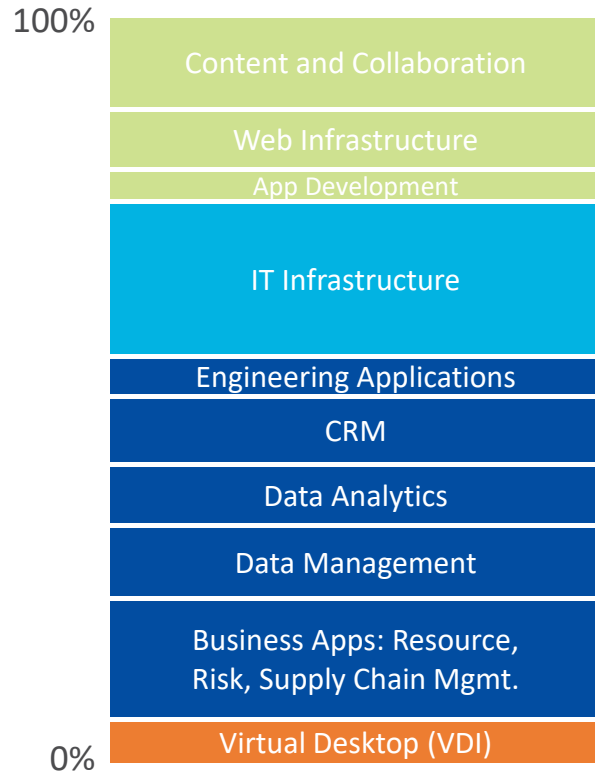 100%
Content and Collaboration
Web Infrastructure
App Development
IT Infrastructure
Engineering Applications
CRM
Data Analytics
Data Management
Business Apps: Resource,
Risk, Supply Chain Mgmt.
Virtual Desktop (VDI)
0%